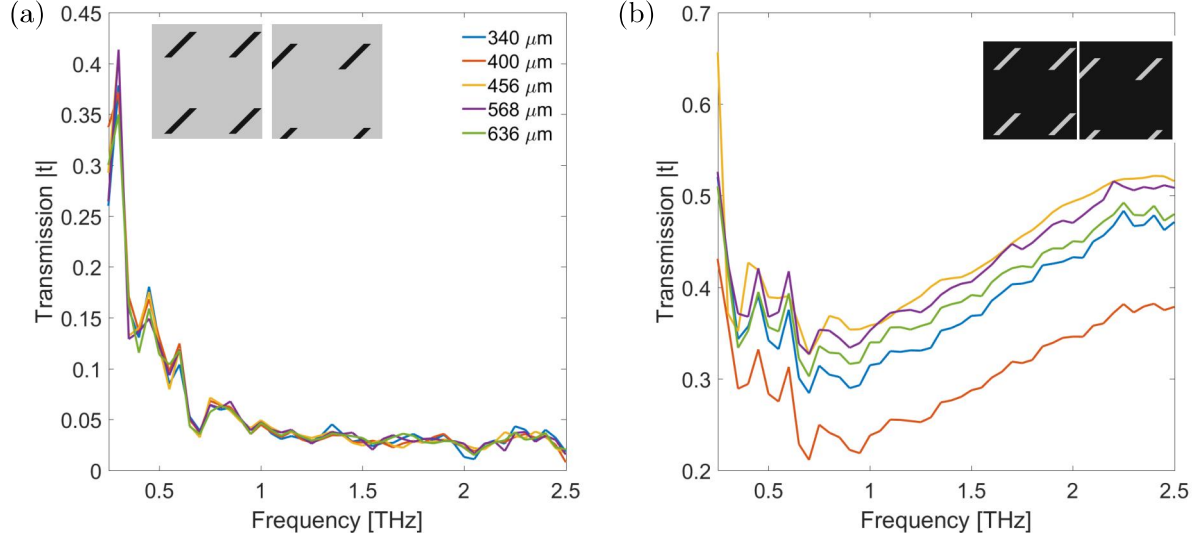 (a)
Transmission |t|
0.45
0.4
0.35
0.3
0.25
0.2
0.15
0.1
0.05
0
340 μm
400 μm
456 μm
568 μm
636 μm
0.5
1
1.5
2
2.5
Frequency [THz]
(b)
Transmission |t|
0.7
0.6
0.5
0.4
0.3
0.2
0.5
1
1.5
2
2.5
Frequency [THz]